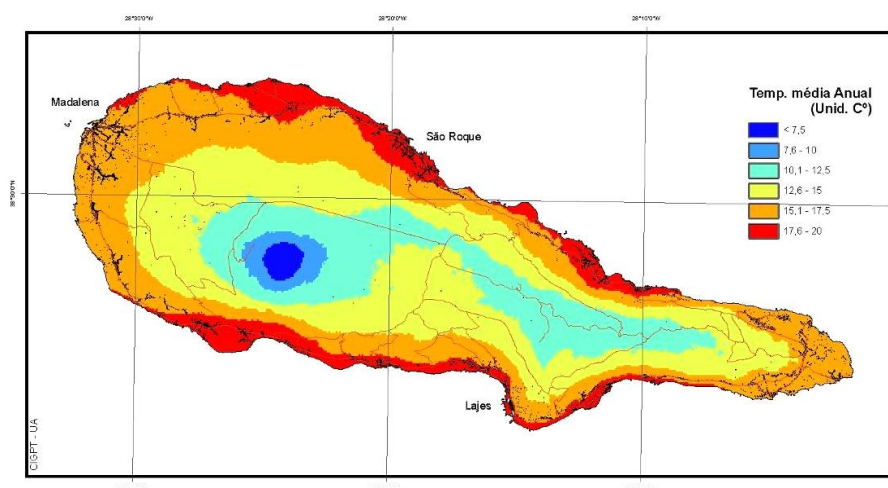 28°30'0"W
28°20'0"W
28°10'0"W
Madalena
São Roque
Lajes
Temp. média Anual
(Unid. Cº)
< 7,5
7,6 - 10
10,1 - 12,5
12,6 - 15
15,1 - 17,5
17,6 - 20
CIGPT - UA